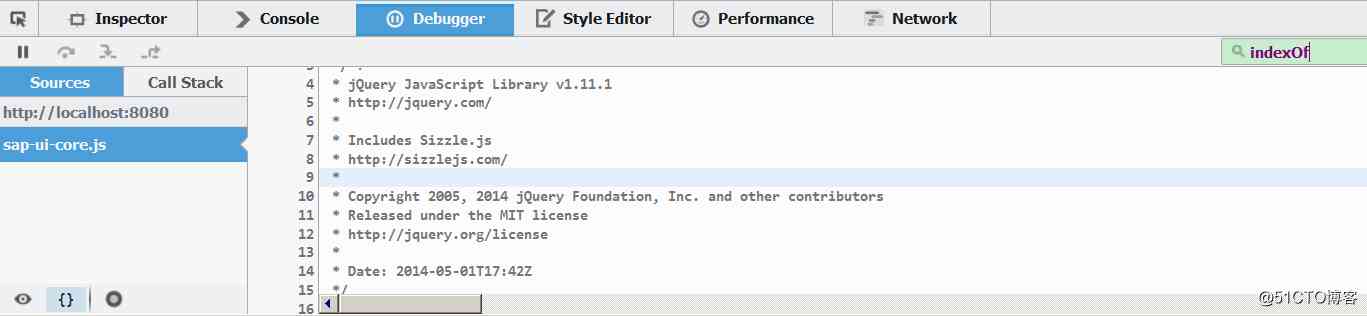 Inspector Console Debugger Style Editor Performance Network
indexOf
Sources Call Stack
http://localhost:8080
sap-ui-core.js
4 * jQuery JavaScript Library v1.11.1
5 * http://jquery.com/
6 *
7 * Includes Sizzle.js
8 * http://sizzlejs.com/
9 *
10 * Copyright 2005, 2014 jQuery Foundation, Inc. and other contributors
11 * Released under the MIT license
12 * http://jquery.org/license
13 *
14 * Date: 2014-05-01T17:42Z
15 */
16
{}
@51CTO博客